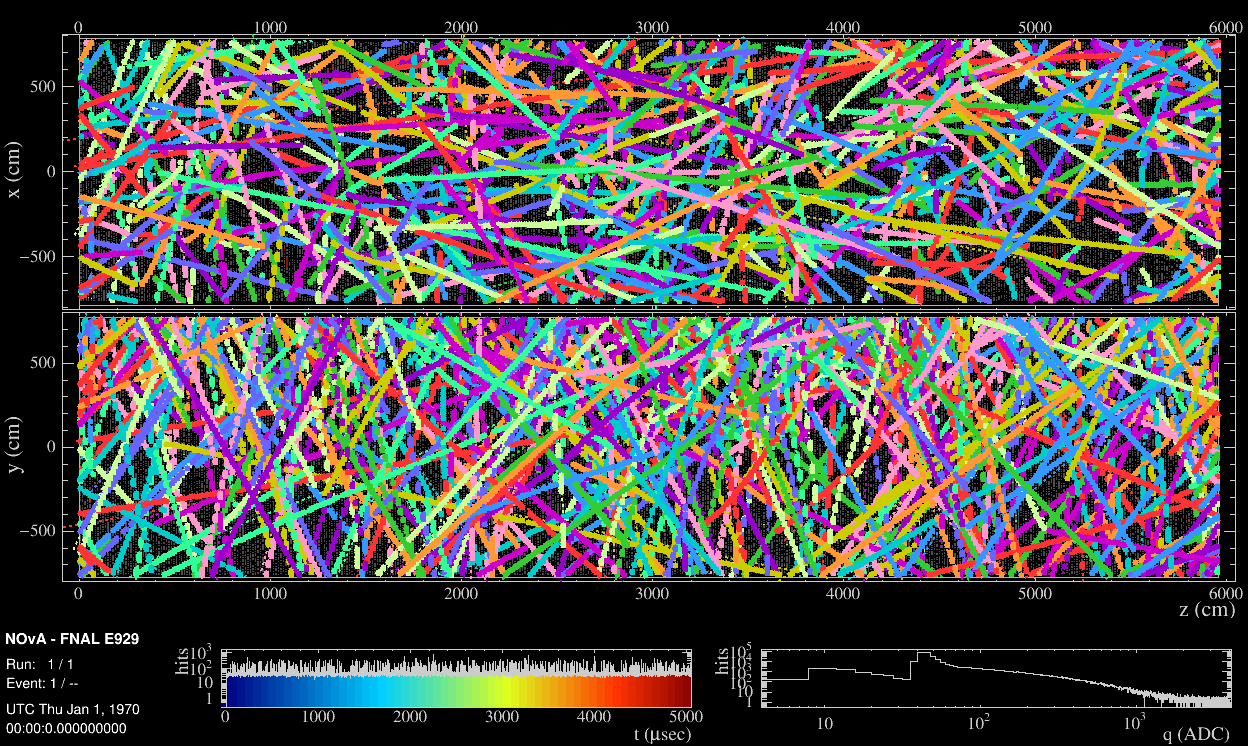 0 1000 2000 3000 4000 5000 6000
x (cm)
500
0
−500
y (cm)
500
0
−500
0 1000 2000 3000 4000 5000 6000
z (cm)
NOvA - FNAL E929
Run: 1 / 1
Event: 1 / --
UTC Thu Jan 1, 1970
00:00:0.000000000
hits
10³
10²
10
1
0 1000 2000 3000 4000 5000
t (μsec)
hits
10⁵
10⁴
10³
10²
10
1
10 10² 10³
q (ADC)